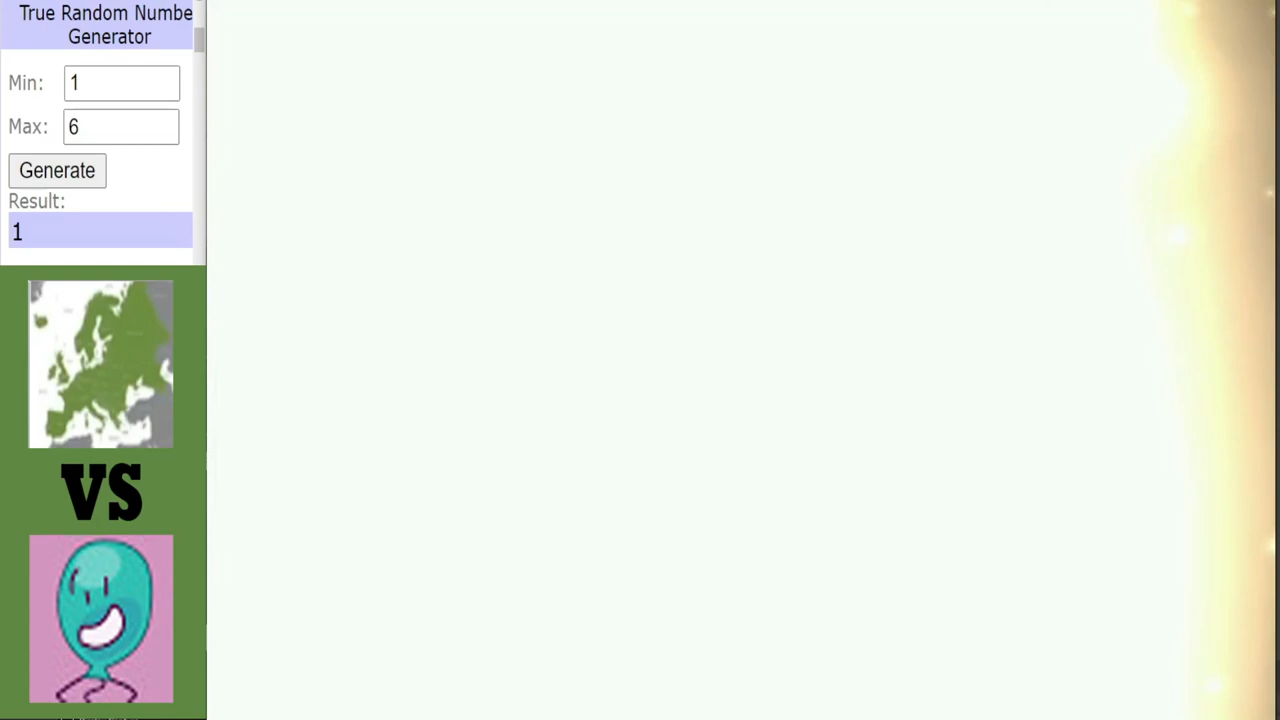 True Random Numbe
Generator
Min: 1
Max: 6
Generate
Result:
1
VS